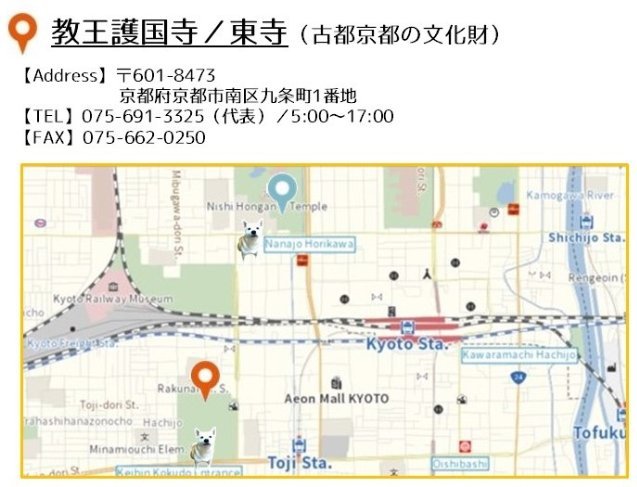 教王護国寺／東寺（古都京都の文化財）
【Address】〒601-8473
京都府京都市南区九条町1番地
【TEL】075-691-3325（代表）／5:00～17:00
【FAX】075-662-0250
Mibugawa-dori St.
ori St.
Kamogawa River
Nishi Hongan Temple
Shichijo Sta.
Nanajo Horikawa
Rengeoin (S
Kyoto Railway Museum
Kyoto Freight Sta.
Kyoto Sta.
Kawaramachi Hachijo
24
Rakunan S.
Aeon Mall KYOTO
Toji-dori St.
Hachijo
Tofuku
Minamiouchi Elem.
Toji Sta.
Oishibashi
Keihin Kokudo Entrance